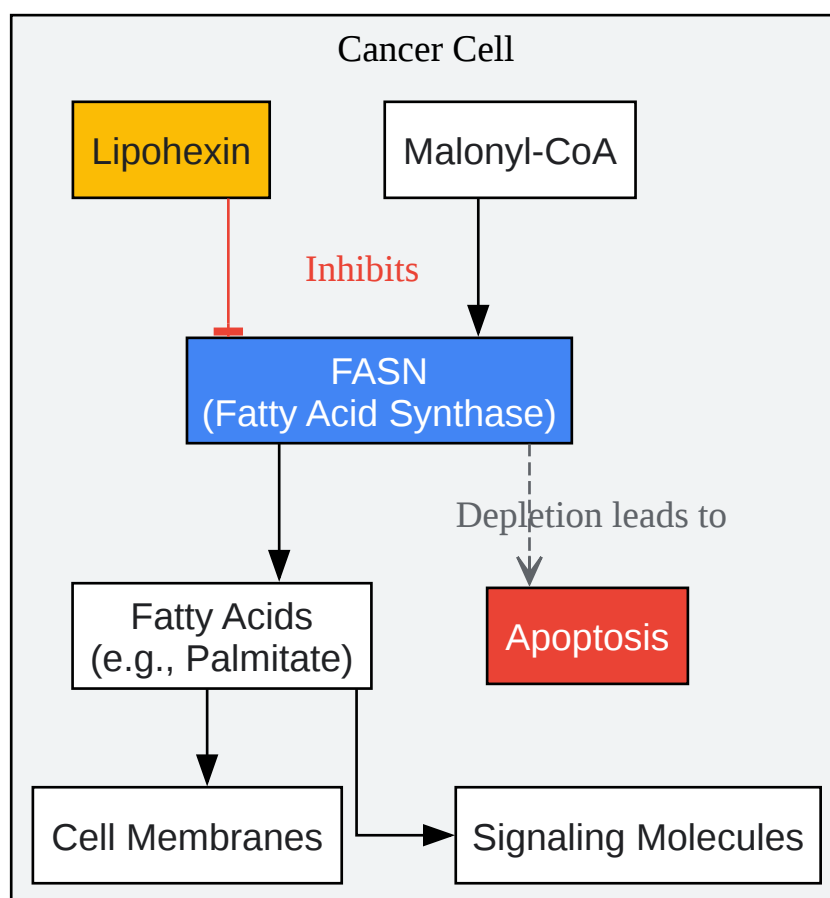 Cancer Cell
Lipohexin
Malonyl-CoA
Inhibits
FASN
(Fatty Acid Synthase)
Depletion leads to
Fatty Acids
(e.g., Palmitate)
Apoptosis
Cell Membranes
Signaling Molecules